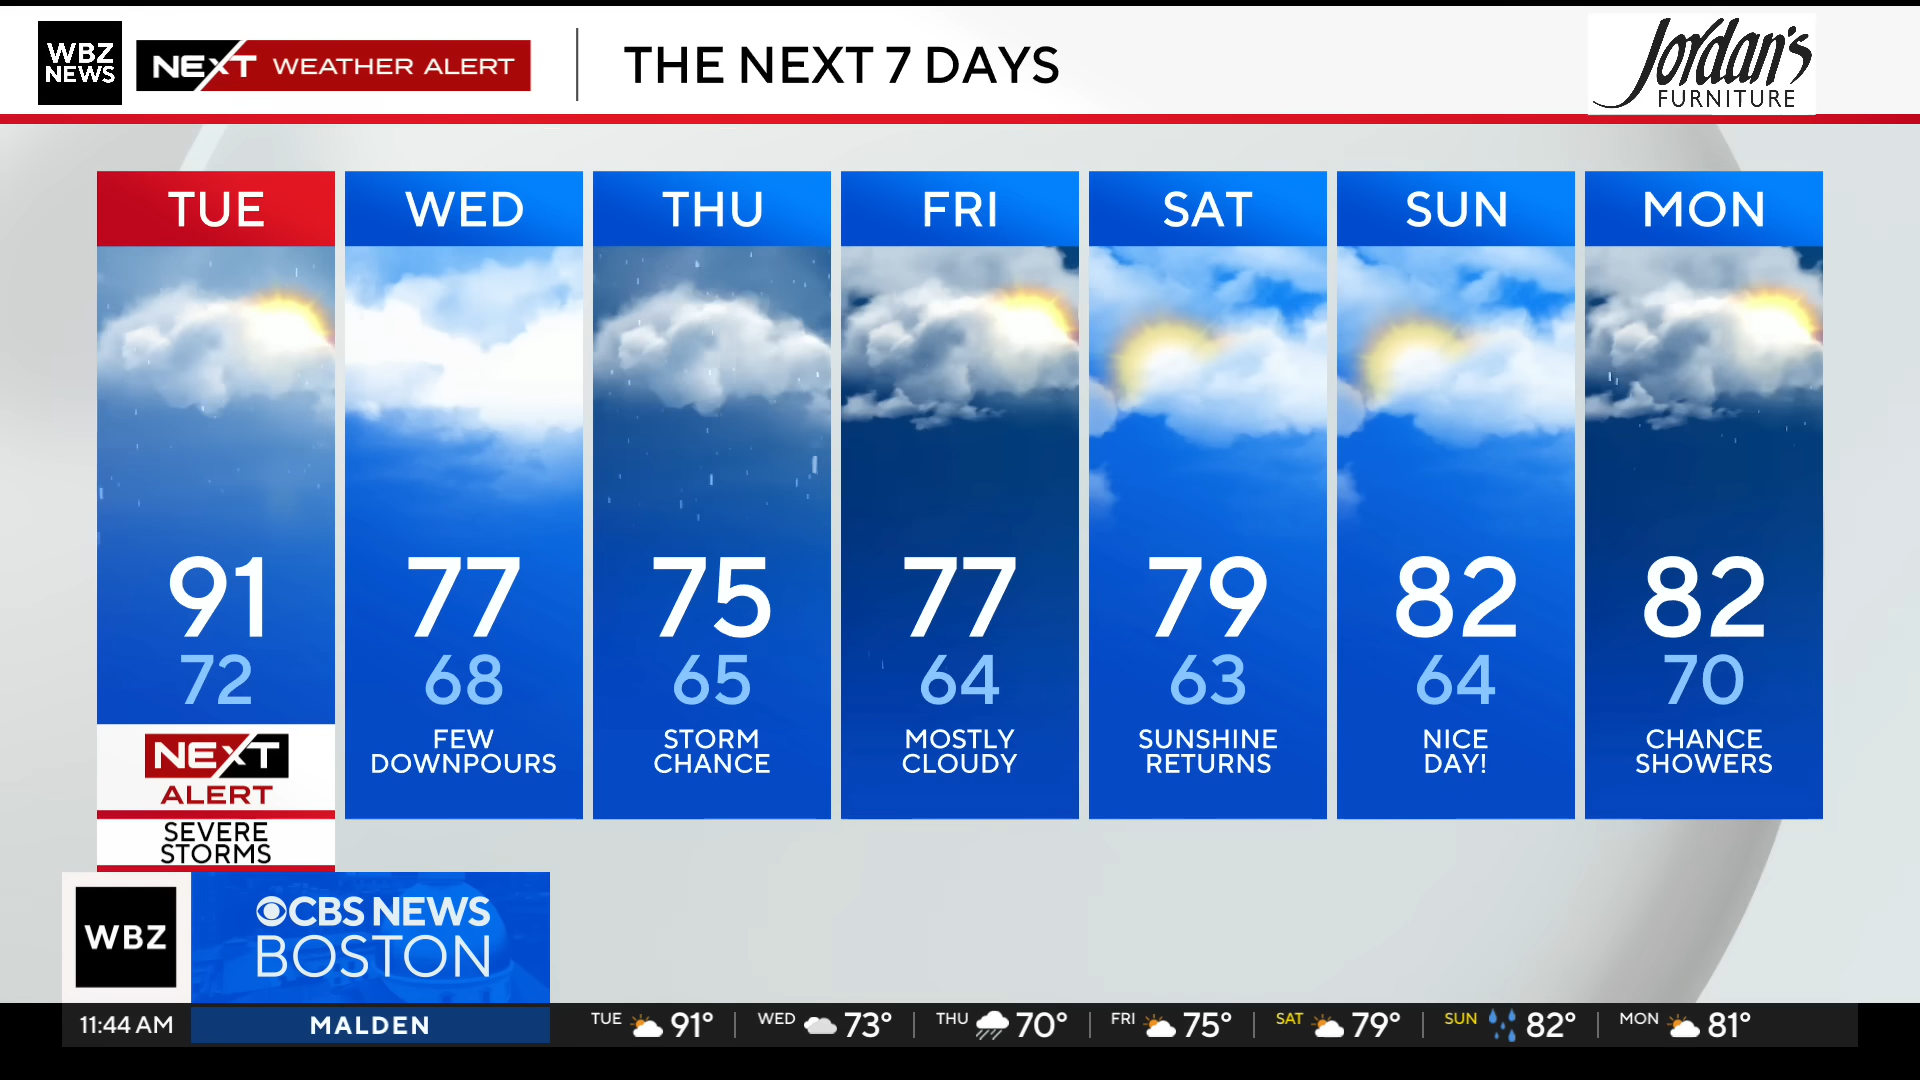 WBZ
NEWS
NEXT WEATHER ALERT
THE NEXT 7 DAYS
Jordan's
FURNITURE
TUE
91
72
NEXT
ALERT
SEVERE
STORMS
WED
77
68
FEW
DOWNPOURS
THU
75
65
STORM
CHANCE
FRI
77
64
MOSTLY
CLOUDY
SAT
79
63
SUNSHINE
RETURNS
SUN
82
64
NICE
DAY!
MON
82
70
CHANCE
SHOWERS
WBZ
CBS NEWS
BOSTON
11:44 AM
MALDEN
TUE 91° WED 73° THU 70° FRI 75° SAT 79° SUN 82° MON 81°